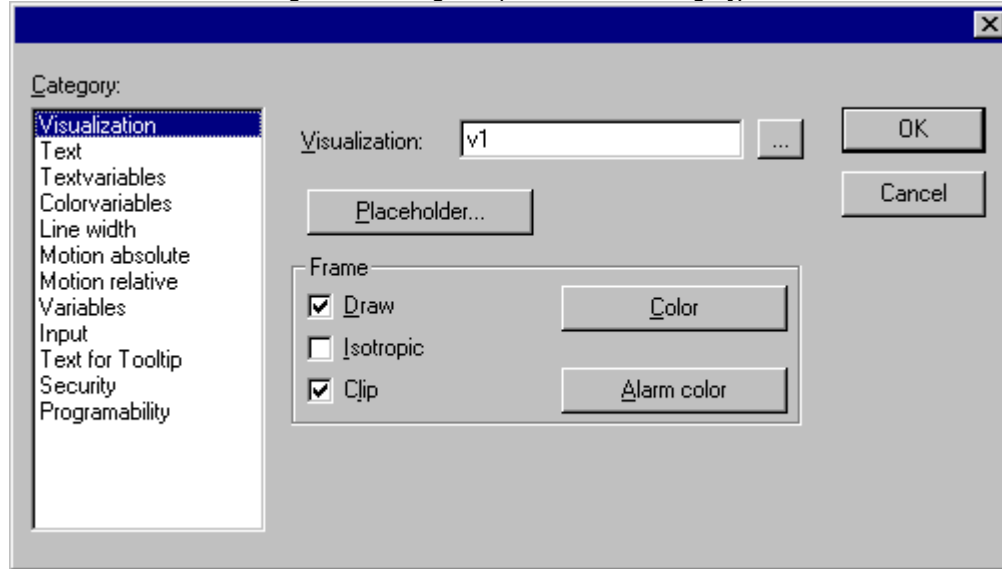 Category:
Visualization
Text
Textvariables
Colorvariables
Line width
Motion absolute
Motion relative
Variables
Input
Text for Tooltip
Security
Programability
Visualization: v1 ...
Placeholder...
Frame
Draw
Color
Isotropic
Clip
Alarm color
OK
Cancel